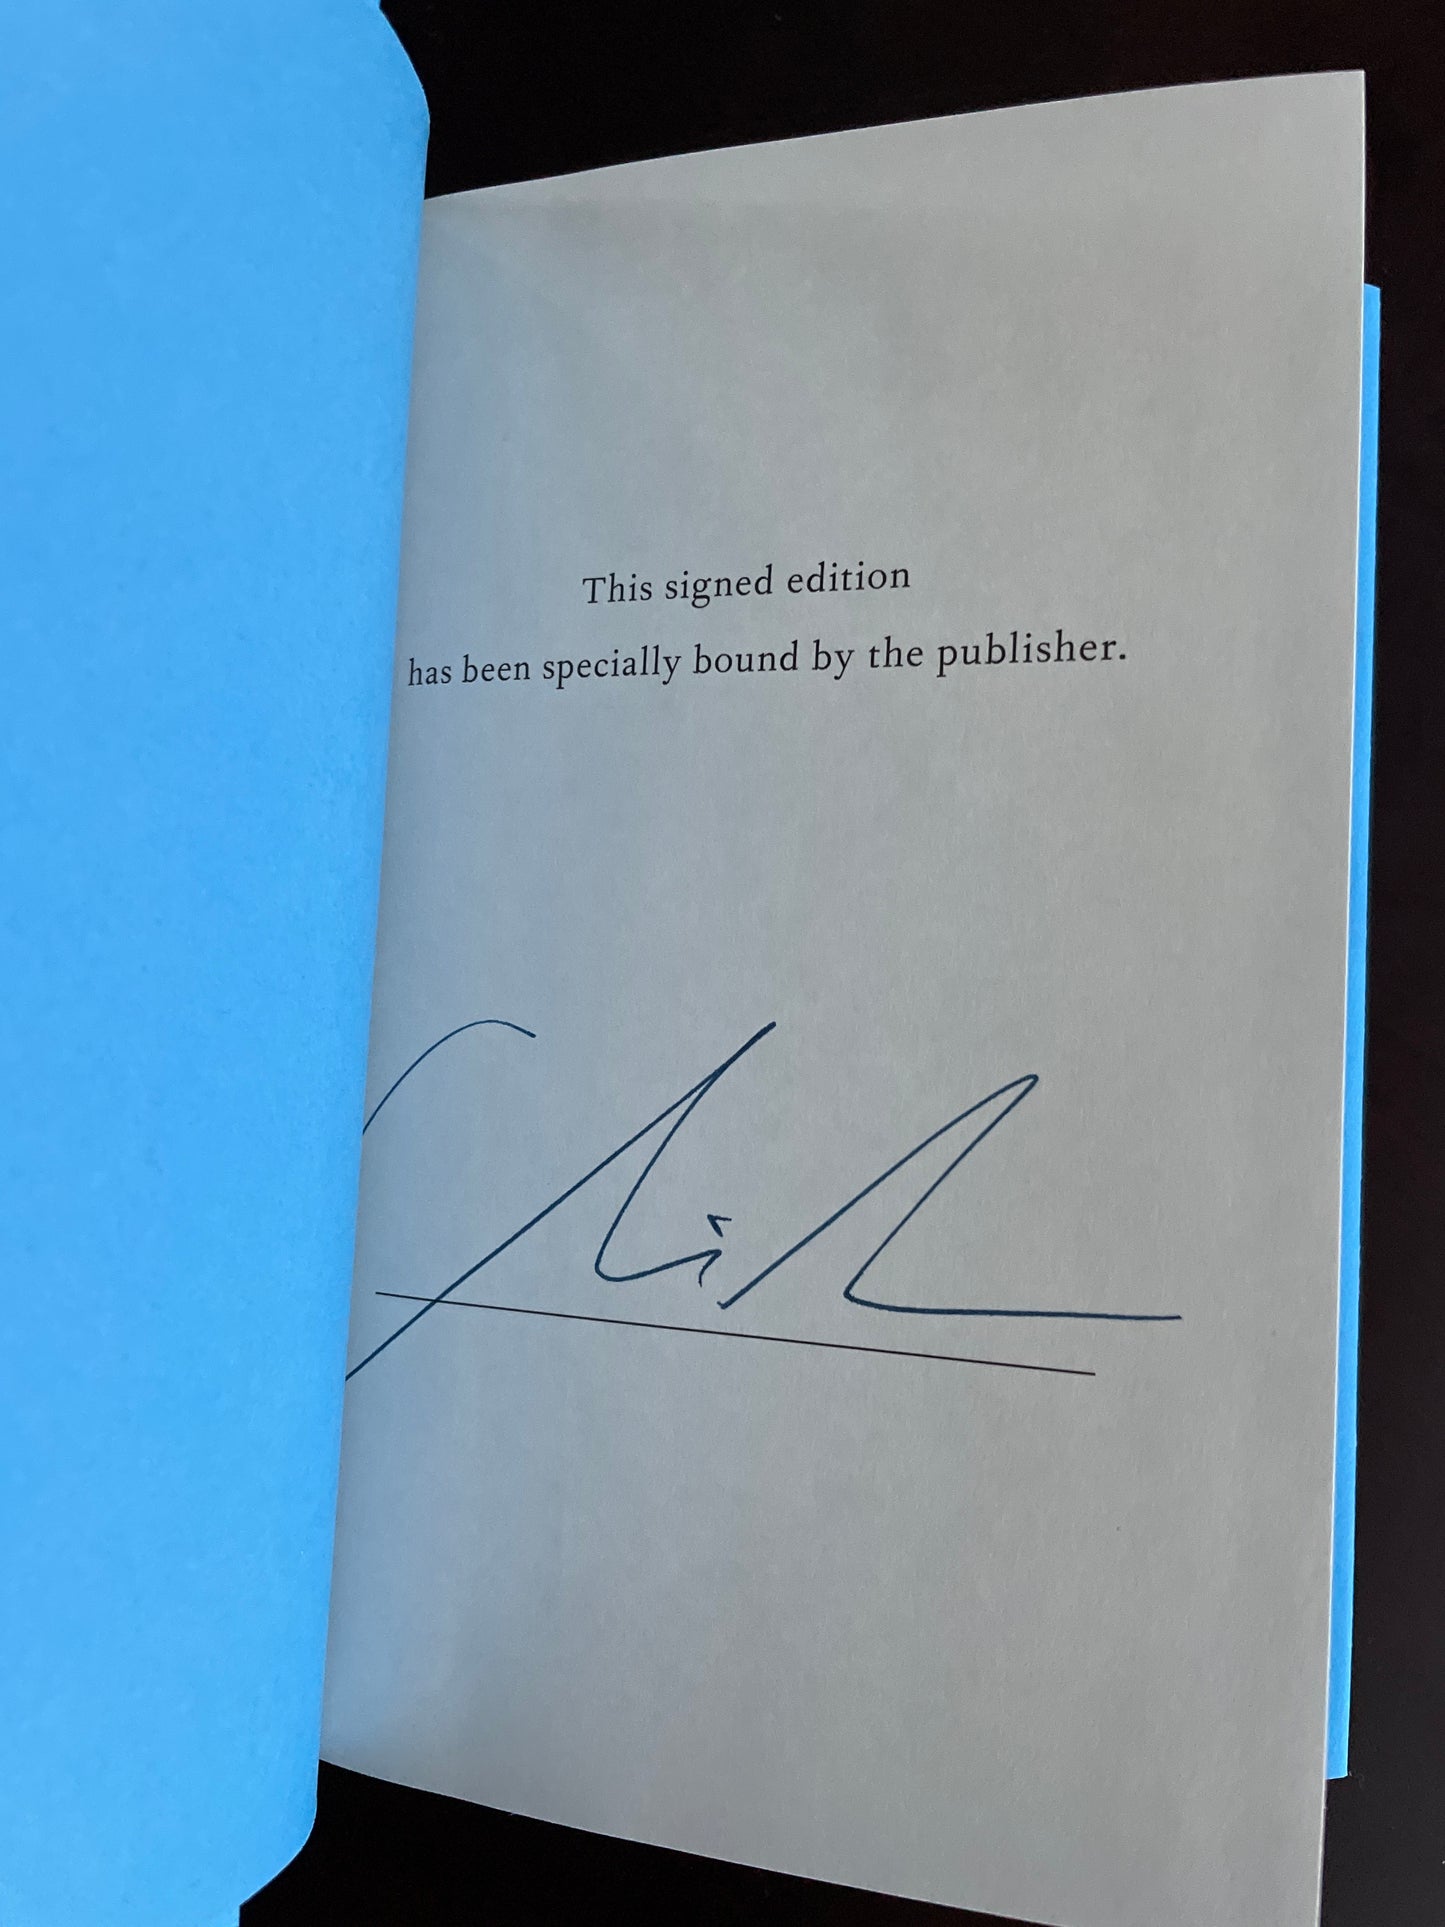 This signed edition
has been specially bound by the publisher.